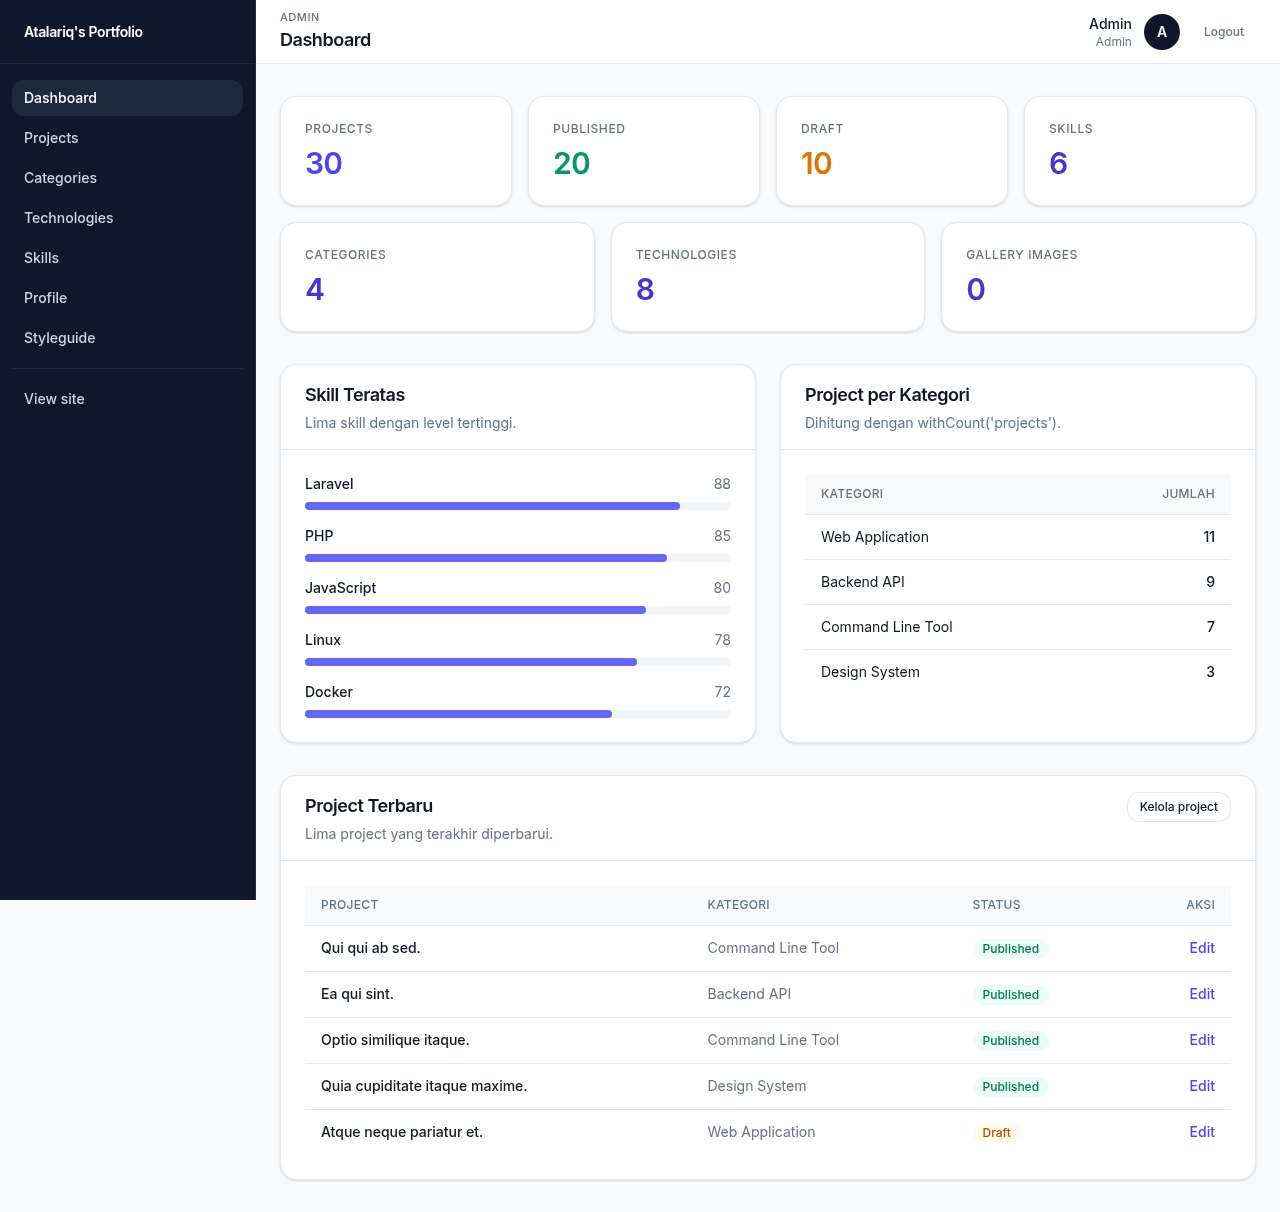 Atalariq's Portfolio
Dashboard
Projects
Categories
Technologies
Skills
Profile
Styleguide
View site
ADMIN
Dashboard
Admin
Admin
A
Logout
PROJECTS
30
PUBLISHED
20
DRAFT
10
SKILLS
6
CATEGORIES
4
TECHNOLOGIES
8
GALLERY IMAGES
0
Skill Teratas
Lima skill dengan level tertinggi.
Laravel 88
PHP 85
JavaScript 80
Linux 78
Docker 72
Project per Kategori
Dihitung dengan withCount('projects').
KATEGORI JUMLAH
Web Application 11
Backend API 9
Command Line Tool 7
Design System 3
Project Terbaru
Lima project yang terakhir diperbarui.
Kelola project
PROJECT KATEGORI STATUS AKSI
Qui qui ab sed. Command Line Tool Published Edit
Ea qui sint. Backend API Published Edit
Optio similique itaque. Command Line Tool Published Edit
Quia cupiditate itaque maxime. Design System Published Edit
Atque neque pariatur et. Web Application Draft Edit